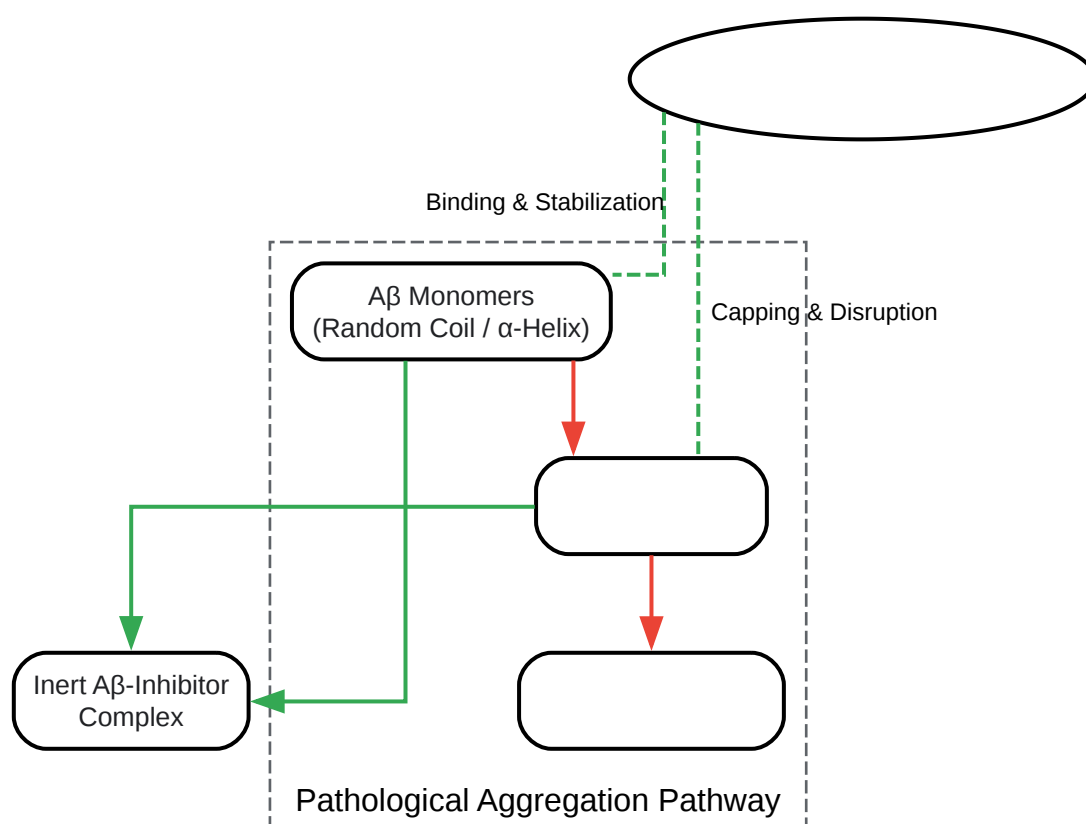 Binding & Stabilization
Aβ Monomers
(Random Coil / α-Helix)
Capping & Disruption
Inert Aβ-Inhibitor
Complex
Pathological Aggregation Pathway